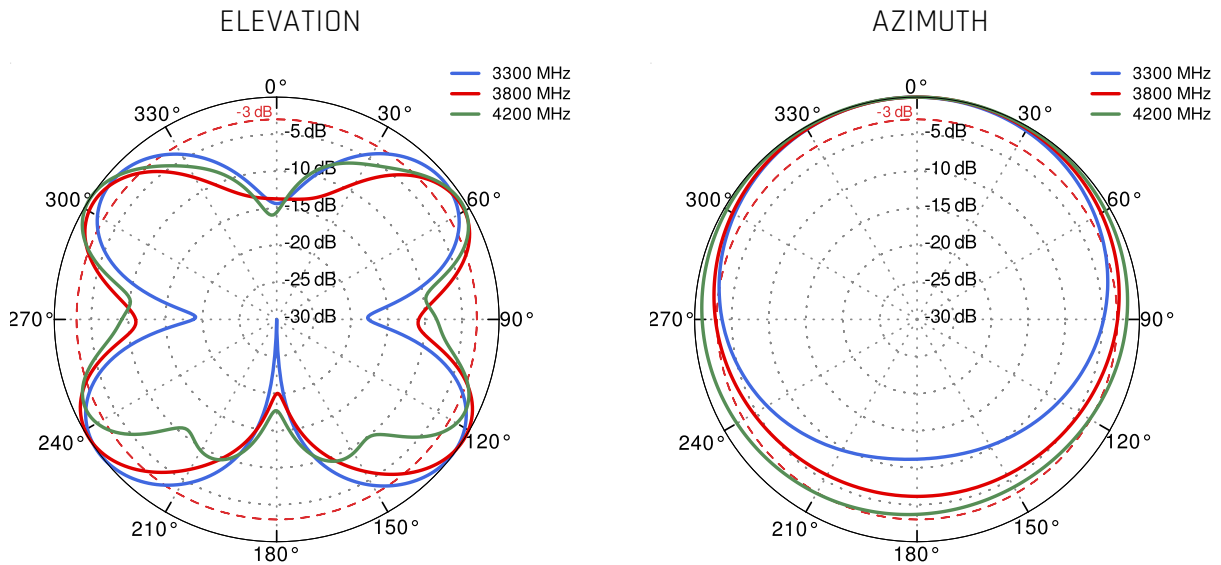 ELEVATION
3300 MHz
3800 MHz
4200 MHz
0°
30°
60°
90°
120°
150°
180°
210°
240°
270°
300°
330°
-3 dB
-5 dB
-10 dB
-15 dB
-20 dB
-25 dB
-30 dB
AZIMUTH
3300 MHz
3800 MHz
4200 MHz
0°
30°
60°
90°
120°
150°
180°
210°
240°
270°
300°
330°
-3 dB
-5 dB
-10 dB
-15 dB
-20 dB
-25 dB
-30 dB